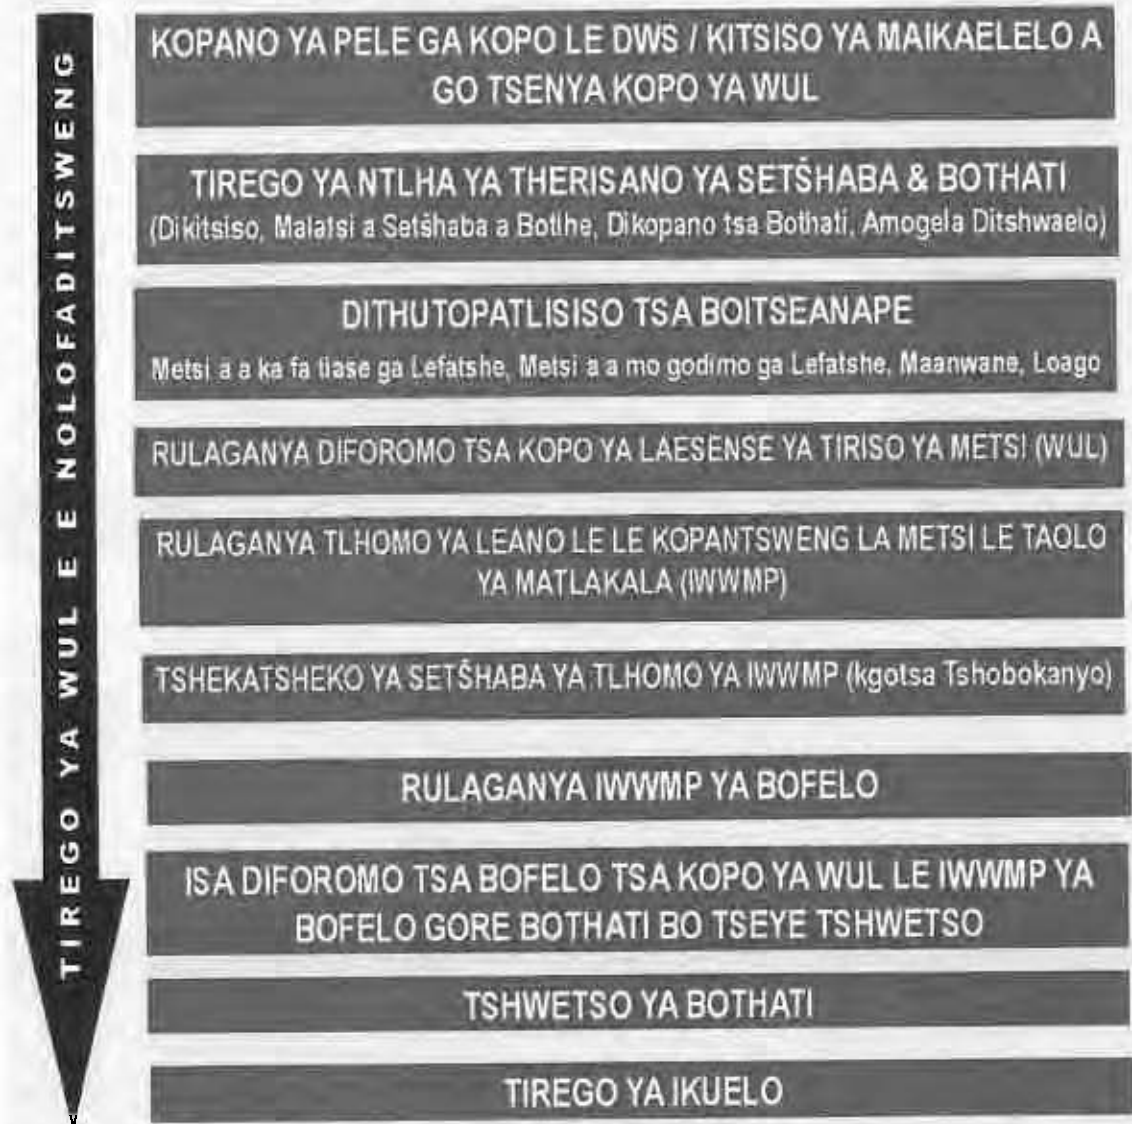 TIREGO YA WUL E E NOLOFADITSWENG
KOPANO YA PELE GA KOPO LE DWS / KITSISO YA MAIKAELELO A
GO TSENYA KOPO YA WUL
TIREGO YA NTLHA YA THERISANO YA SETŠHABA & BOTHATI
(Dikitsiso, Malatsi a Setšhaba a Botlhe, Dikopano tsa Bothati, Amogela Ditshwaelo)
DITHUTOPATLISISO TSA BOITSEANAPE
Metsi a a ka fa tlase ga Lefatshe, Metsi a a mo godimo ga Lefatshe, Maanwane, Loago
RULAGANYA DIFOROMO TSA KOPO YA LAESENSE YA TIRISO YA METSI (WUL)
RULAGANYA TLHOMO YA LEANO LE LE KOPANTSWENG LA METSI LE TAOLO
YA MATLAKALA (IWWMP)
TSHEKATSHEKO YA SETŠHABA YA TLHOMO YA IWWMP (kgotsa Tshobokanyo)
RULAGANYA IWWMP YA BOFELO
ISA DIFOROMO TSA BOFELO TSA KOPO YA WUL LE IWWMP YA
BOFELO GORE BOTHATI BO TSEYE TSHWETSO
TSHWETSO YA BOTHATI
TIREGO YA IKUELO